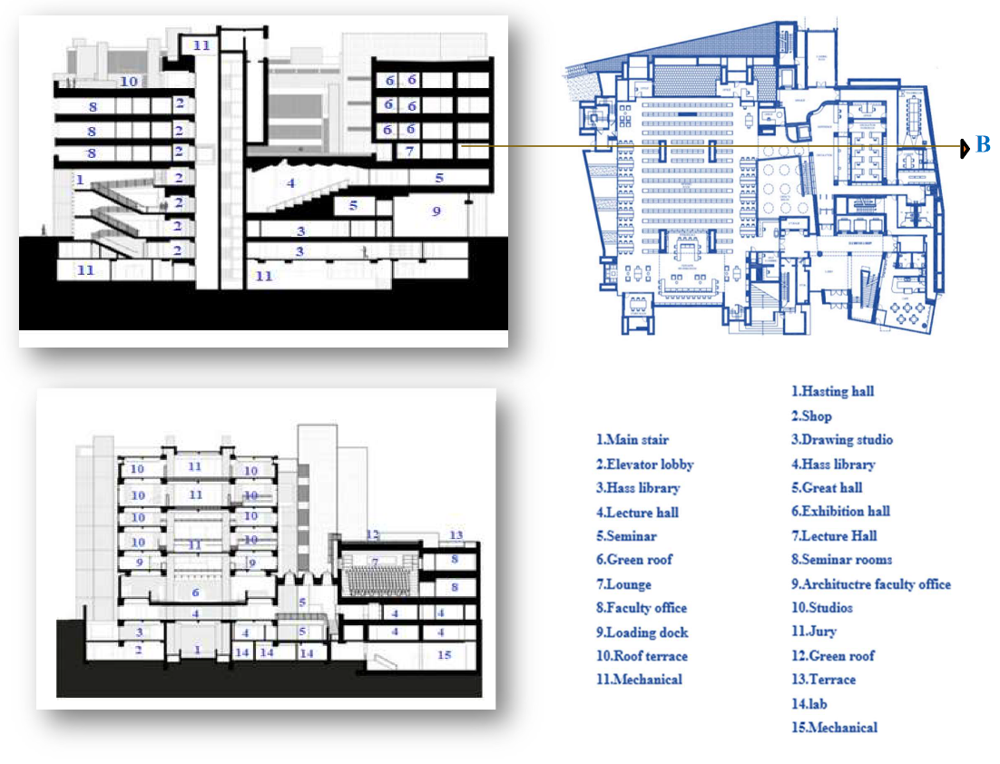 11
6 6
10
8 2
6 6
8 2
6 6
8 2
7
B
1 2
4
5
2
5
9
2
3
2
3
11
11
1.Main stair
2.Elevator lobby
3.Hass library
4.Lecture hall
5.Seminar
6.Green roof
7.Lounge
8.Faculty office
9.Loading dock
10.Roof terrace
11.Mechanical
1.Hasting hall
2.Shop
3.Drawing studio
4.Hass library
5.Great hall
6.Exhibition hall
7.Lecture Hall
8.Seminar rooms
9.Archituctre faculty office
10.Studios
11.Jury
12.Green roof
13.Terrace
14.lab
15.Mechanical
10 11 10
10 11 10
10 10
12 13
10 11 10
9 9
7
8
6
8
5
4 4 4
3 4 5 4 4
2 1 14 14 14 15